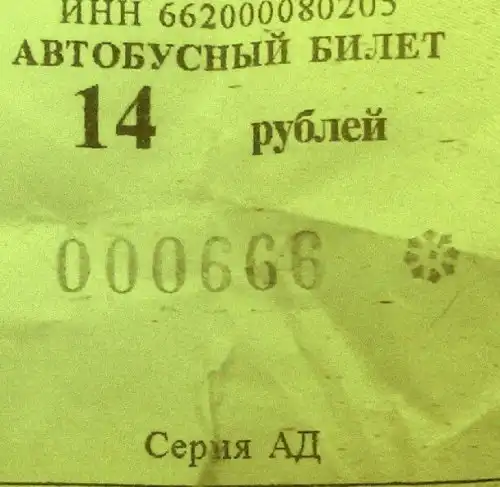 ИНН 662000080205
АВТОБУСНЫЙ БИЛЕТ
14 рублей
000666
Серия АД